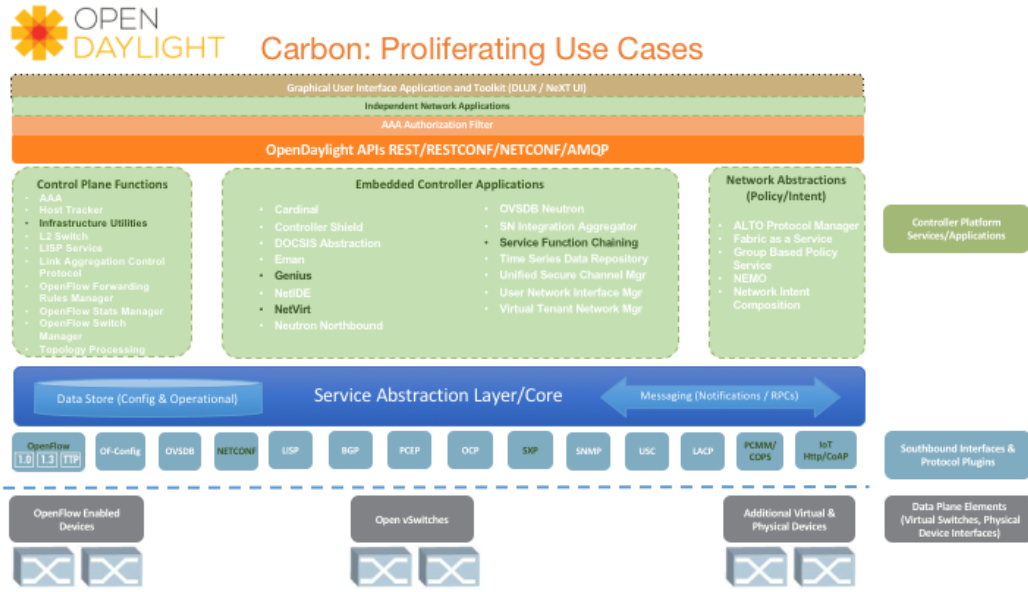 OPEN
DAYLIGHT
Carbon: Proliferating Use Cases
Graphical User Interface Application and Toolkit (DLUX / NeXT UI)
Independent Network Applications
AAA Authorization Filter
OpenDaylight APIs REST/RESTCONF/NETCONF/AMQP
Control Plane Functions
• AAA
• Host Tracker
• Infrastructure Utilities
• L2 Switch
• LISP Service
• Link Aggregation Control
Protocol
• OpenFlow Forwarding
Rules Manager
• OpenFlow Stats Manager
• OpenFlow Switch
Manager
• Topology Processing
Embedded Controller Applications
• Cardinal
• Controller Shield
• DOCSIS Abstraction
• Eman
• Genius
• NetIDE
• NetVirt
• Neutron Northbound
• OVSDB Neutron
• SN Integration Aggregator
• Service Function Chaining
• Time Series Data Repository
• Unified Secure Channel Mgr
• User Network Interface Mgr
• Virtual Tenant Network Mgr
Network Abstractions
(Policy/Intent)
• ALTO Protocol Manager
• Fabric as a Service
• Group Based Policy
Service
• NEMO
• Network Intent
Composition
Controller Platform
Services/Applications
Data Store (Config & Operational)
Service Abstraction Layer/Core
Messaging (Notifications / RPCs)
OpenFlow
1.0 1.3 TTP
OF-Config
OVSDB
NETCONF
LISP
BGP
PCEP
OCP
SXP
SNMP
USC
LACP
PCMM/
COPS
IoT
Http/CoAP
Southbound Interfaces &
Protocol Plugins
OpenFlow Enabled
Devices
Open vSwitches
Additional Virtual &
Physical Devices
Data Plane Elements
(Virtual Switches, Physical
Device Interfaces)